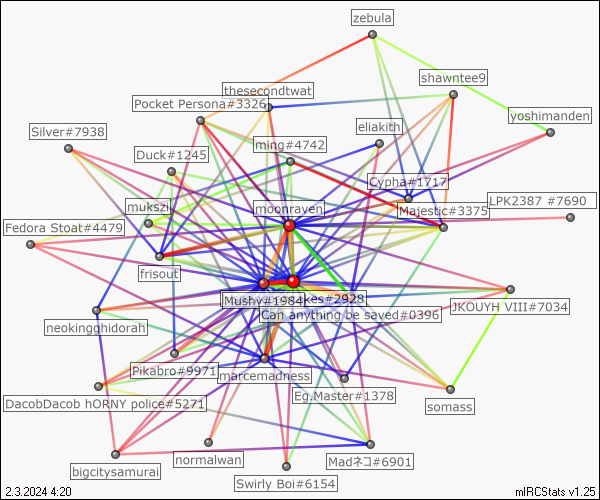 zebula
shawntee9
thesecondtwat
Pocket Persona#3326
yoshimanden
Silver#7938
eliakith
ming#4742
Duck#1245
Cypha#1717
LPK2387 #7690
mukszi
moonraven
Majestic#3375
Fedora Stoat#4479
frisout
Mushy#1984
kes#2928
JKOUYH VIII#7034
Can anything be saved#0396
neokingghidorah
Pikabro#9971
marcemadness
Eg.Master#1378
somass
DacobDacob hORNY police#5271
normalwan
Madネコ#6901
bigcitysamurai
Swirly Boi#6154
2.3.2024 4:20
mIRCStats v1.25